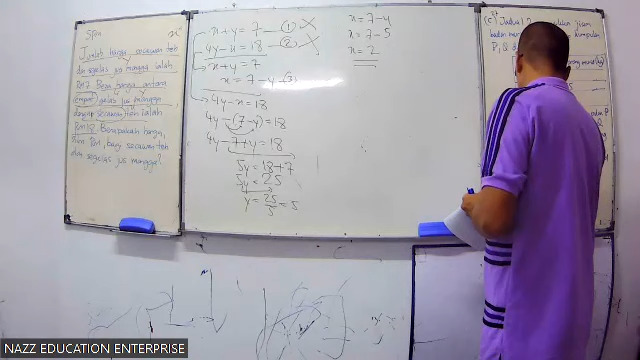 SPM
Jumlah harga secawan teh
dan segelas jus mangga ialah
RM7. Beza harga antara
empat gelas jus mangga
dengan secawan teh ialah
RM18. Berapakah harga,
dalam RM, bagi secawan teh
dan segelas jus mangga?
x + y = 7 - ①
4y - x = 18 - ②
x + y = 7
x = 7 - y - ③
4y - x = 18
4y - (7 - y) = 18
4y - 7 + y = 18
5y = 18 + 7
5y = 25
y = 25/5 = 5
x = 7 - y
x = 7 - 5
x = 2
(c) Jadual 2
P, Q d
NAZZ EDUCATION ENTERPRISE